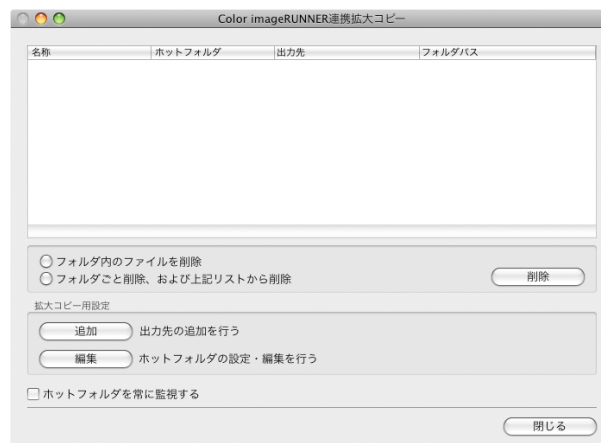 Color imageRUNNER連携拡大コピー
名称 ホットフォルダ 出力先 フォルダパス
フォルダ内のファイルを削除
フォルダごと削除、および上記リストから削除
削除
拡大コピー用設定
追加 出力先の追加を行う
編集 ホットフォルダの設定・編集を行う
ホットフォルダを常に監視する
閉じる